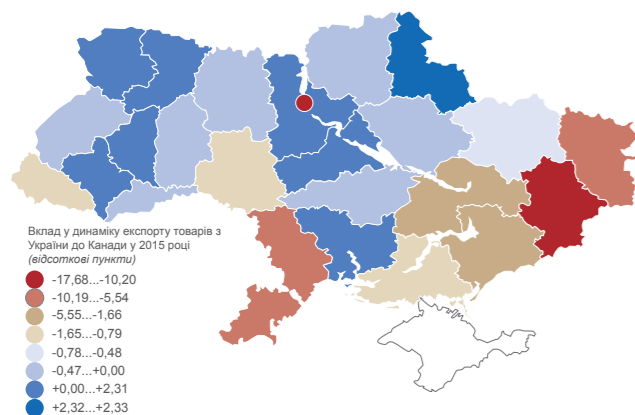 Вклад у динаміку експорту товарів з
України до Канади у 2015 році
(відсоткові пункти)
-17,68...-10,20
-10,19...-5,54
-5,55...-1,66
-1,65...-0,79
-0,78...-0,48
-0,47...+0,00
+0,00...+2,31
+2,32...+2,33